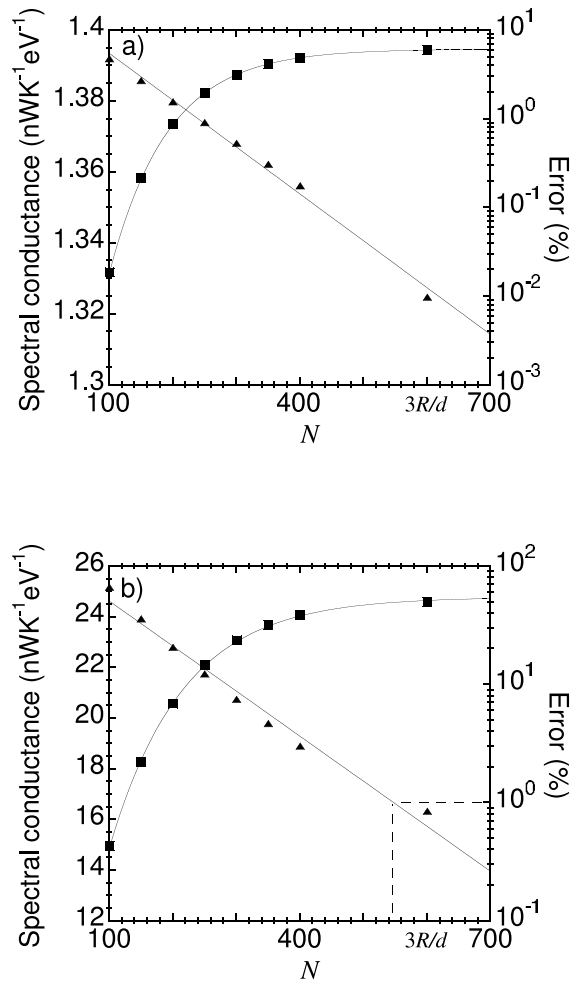 a)
Spectral conductance (nWK⁻¹eV⁻¹)
1.4
1.38
1.36
1.34
1.32
1.3
10¹
10⁰
10⁻¹
10⁻²
10⁻³
Error (%)
100
400
3R/d
700
N
b)
Spectral conductance (nWK⁻¹eV⁻¹)
26
24
22
20
18
16
14
12
10²
10¹
10⁰
10⁻¹
Error (%)
100
400
3R/d
700
N